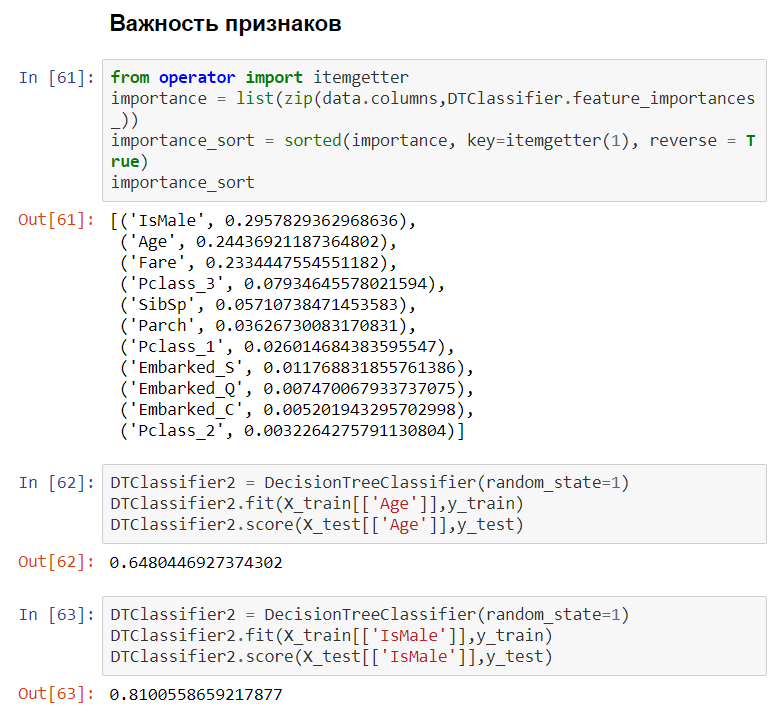 Важность признаков
In [61]:
from operator import itemgetter
importance = list(zip(data.columns,DTClassifier.feature_importances
_))
importance_sort = sorted(importance, key=itemgetter(1), reverse = T
rue)
importance_sort
Out[61]:
[('IsMale', 0.2957829362968636),
('Age', 0.24436921187364802),
('Fare', 0.2334447554551182),
('Pclass_3', 0.07934645578021594),
('SibSp', 0.05710738471453583),
('Parch', 0.03626730083170831),
('Pclass_1', 0.026014684383595547),
('Embarked_S', 0.011768831855761386),
('Embarked_Q', 0.007470067933737075),
('Embarked_C', 0.005201943295702998),
('Pclass_2', 0.0032264275791130804)]
In [62]:
DTClassifier2 = DecisionTreeClassifier(random_state=1)
DTClassifier2.fit(X_train[['Age']],y_train)
DTClassifier2.score(X_test[['Age']],y_test)
Out[62]:
0.6480446927374302
In [63]:
DTClassifier2 = DecisionTreeClassifier(random_state=1)
DTClassifier2.fit(X_train[['IsMale']],y_train)
DTClassifier2.score(X_test[['IsMale']],y_test)
Out[63]:
0.8100558659217877